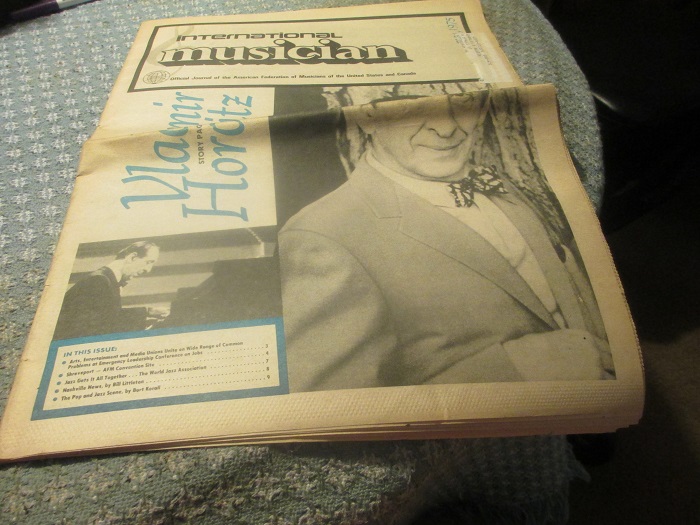 international
musician
Official Journal of the American Federation of Musicians of the United States and Canada
Vladimir
Horowitz
STORY PAGE
IN THIS ISSUE:
Arts, Entertainment and Media Unions Unite on Wide Range of Common
Problems at Emergency Leadership Conference on Jobs
Shreveport — AFM Convention Site
Jazz Gets It All Together . . . The World Jazz Association
Nashville News, by Bill Littleton
The Pop and Jazz Scene, by Burt Korall